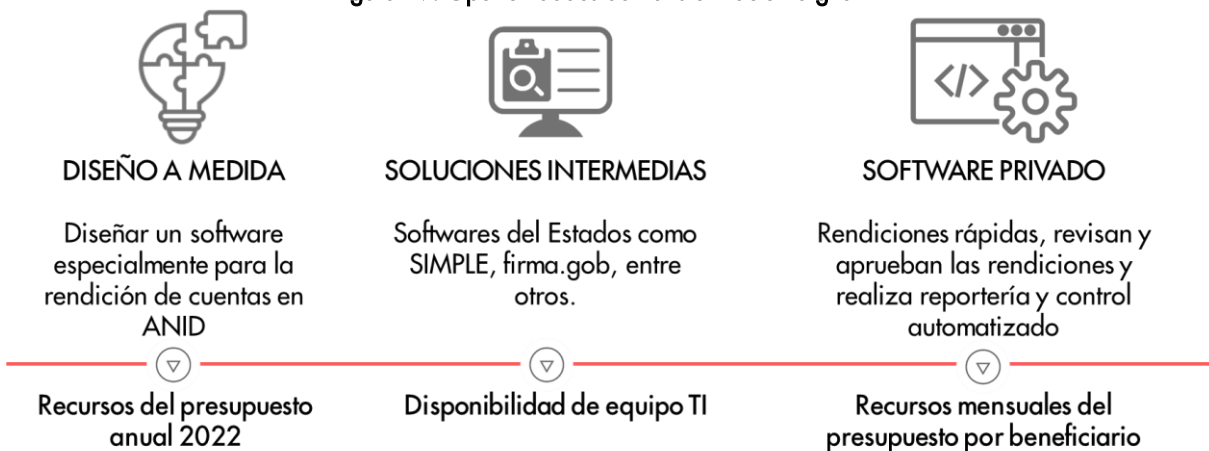 DISEÑO A MEDIDA
Diseñar un software
especialmente para la
rendición de cuentas en
ANID
Recursos del presupuesto
anual 2022
SOLUCIONES INTERMEDIAS
Softwares del Estados como
SIMPLE, firma.gob, entre
otros.
Disponibilidad de equipo TI
SOFTWARE PRIVADO
Rendiciones rápidas, revisan y
aprueban las rendiciones y
realiza reportería y control
automatizado
Recursos mensuales del
presupuesto por beneficiario